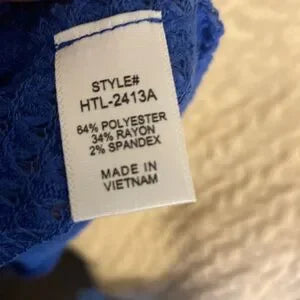 STYLE#
HTL-2413A
64% POLYESTER
34% RAYON
2% SPANDEX
MADE IN
VIETNAM